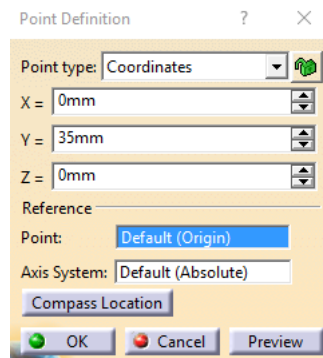 Point Definition ? ×
Point type: Coordinates
X = 0mm
Y = 35mm
Z = 0mm
Reference
Point: Default (Origin)
Axis System: Default (Absolute)
Compass Location
OK Cancel Preview